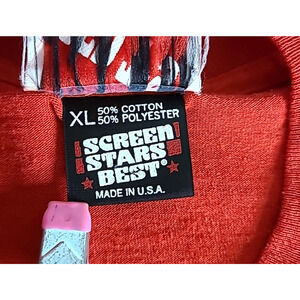 XL 50% COTTON
50% POLYESTER
SCREEN
STARS
BEST®
MADE IN U.S.A.